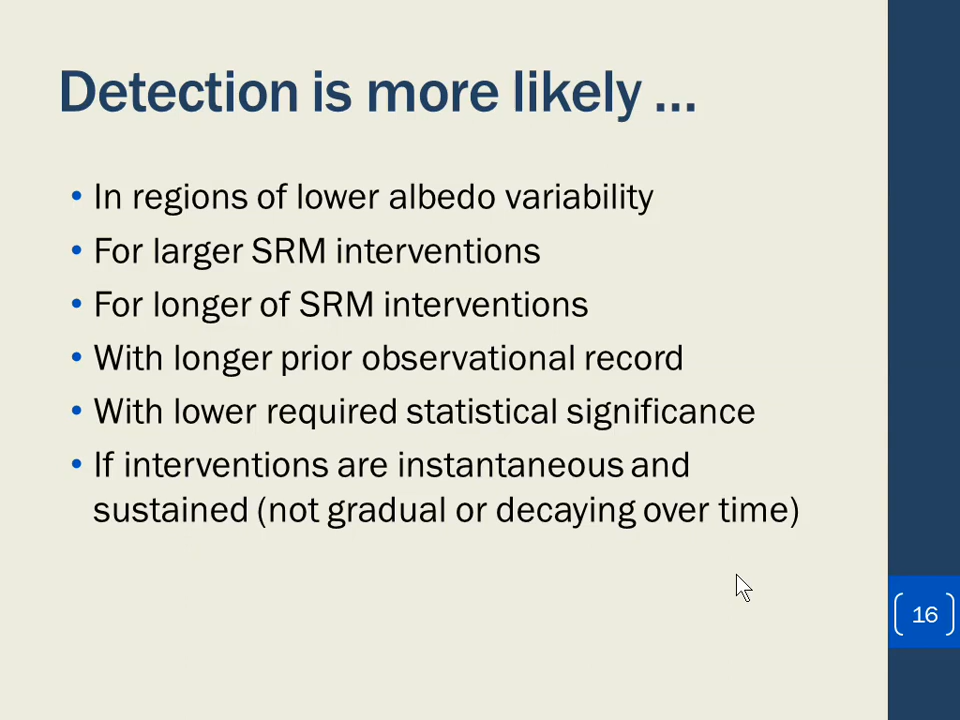 Detection is more likely ...
• In regions of lower albedo variability
• For larger SRM interventions
• For longer of SRM interventions
• With longer prior observational record
• With lower required statistical significance
• If interventions are instantaneous and
sustained (not gradual or decaying over time)
16